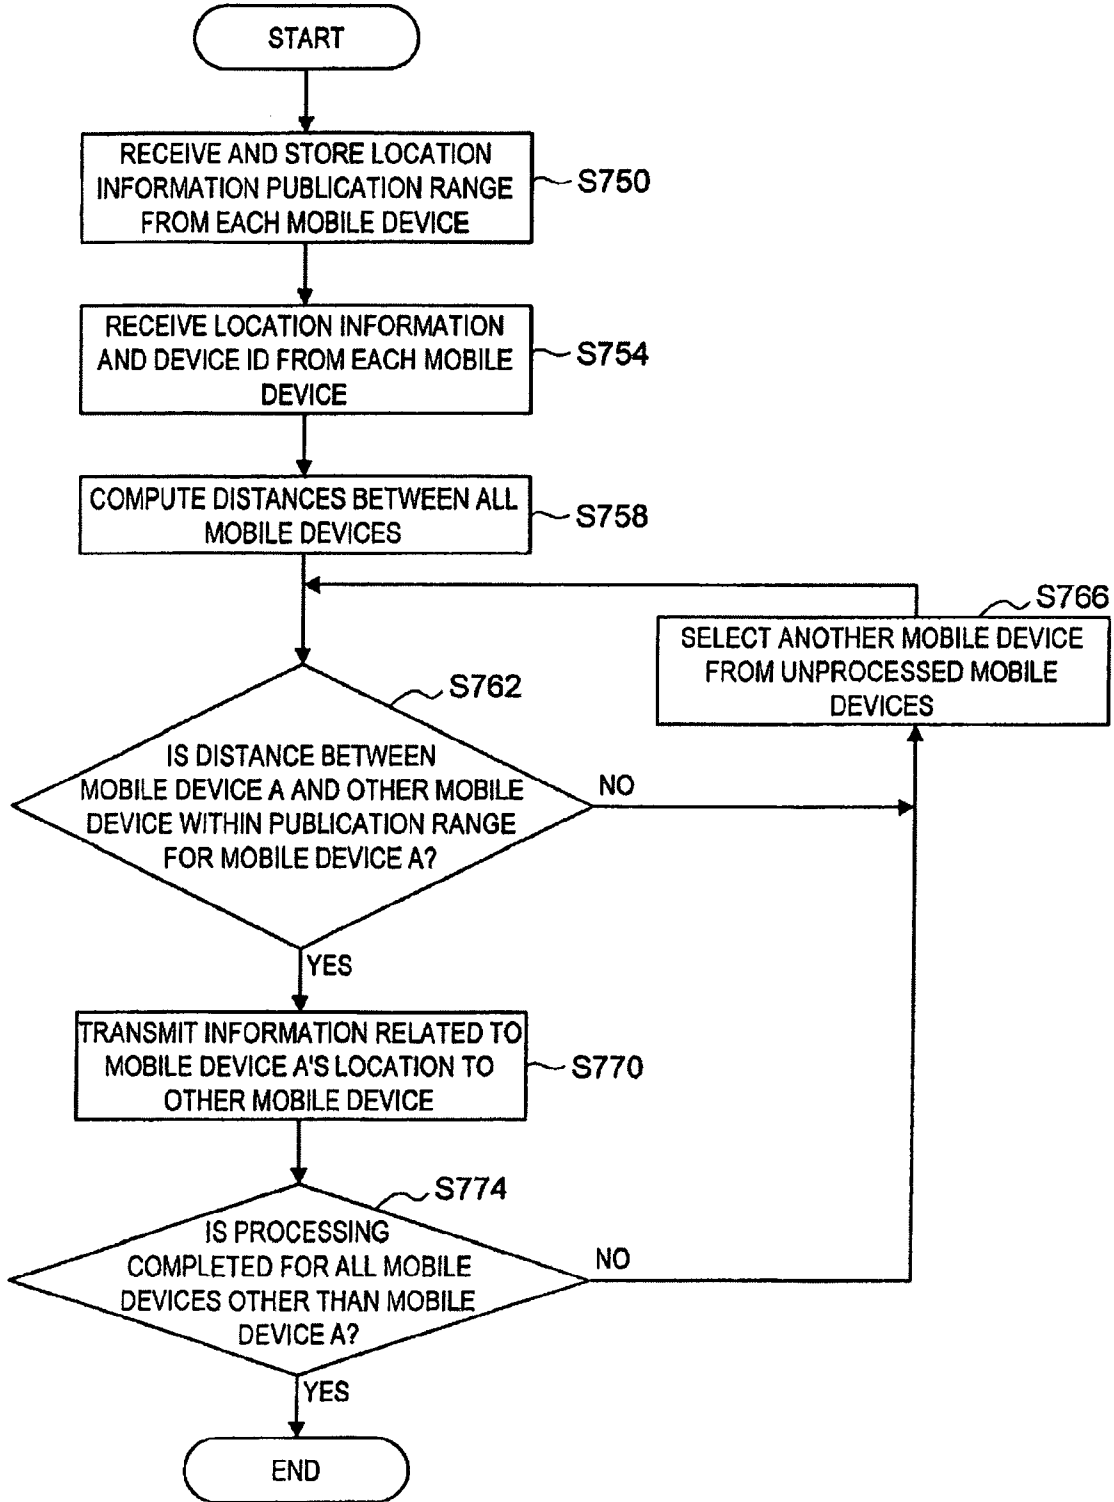 START
RECEIVE AND STORE LOCATION
INFORMATION PUBLICATION RANGE
FROM EACH MOBILE DEVICE
S750
RECEIVE LOCATION INFORMATION
AND DEVICE ID FROM EACH MOBILE
DEVICE
S754
COMPUTE DISTANCES BETWEEN ALL
MOBILE DEVICES
S758
S766
SELECT ANOTHER MOBILE DEVICE
FROM UNPROCESSED MOBILE
DEVICES
S762
IS DISTANCE BETWEEN
MOBILE DEVICE A AND OTHER MOBILE
DEVICE WITHIN PUBLICATION RANGE
FOR MOBILE DEVICE A?
NO
YES
TRANSMIT INFORMATION RELATED TO
MOBILE DEVICE A'S LOCATION TO
OTHER MOBILE DEVICE
S770
S774
IS PROCESSING
COMPLETED FOR ALL MOBILE
DEVICES OTHER THAN MOBILE
DEVICE A?
NO
YES
END